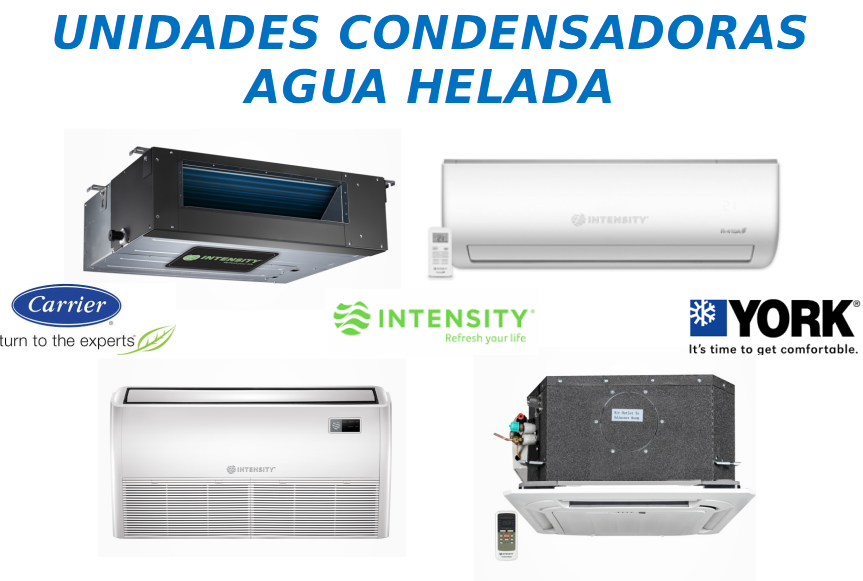 UNIDADES CONDENSADORAS
AGUA HELADA
INTENSITY
INTENSITY
Carrier
turn to the experts
INTENSITY®
Refresh your life
YORK®
It's time to get comfortable.
INTENSITY